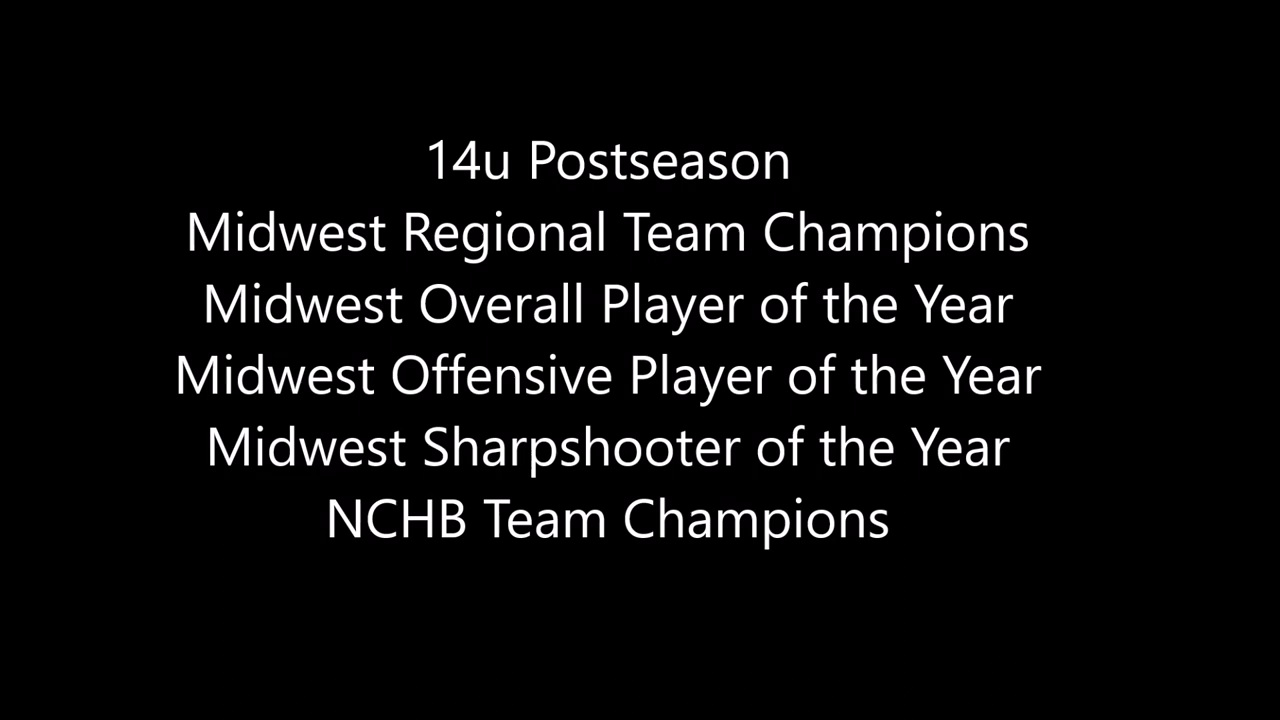 14u Postseason
Midwest Regional Team Champions
Midwest Overall Player of the Year
Midwest Offensive Player of the Year
Midwest Sharpshooter of the Year
NCHB Team Champions